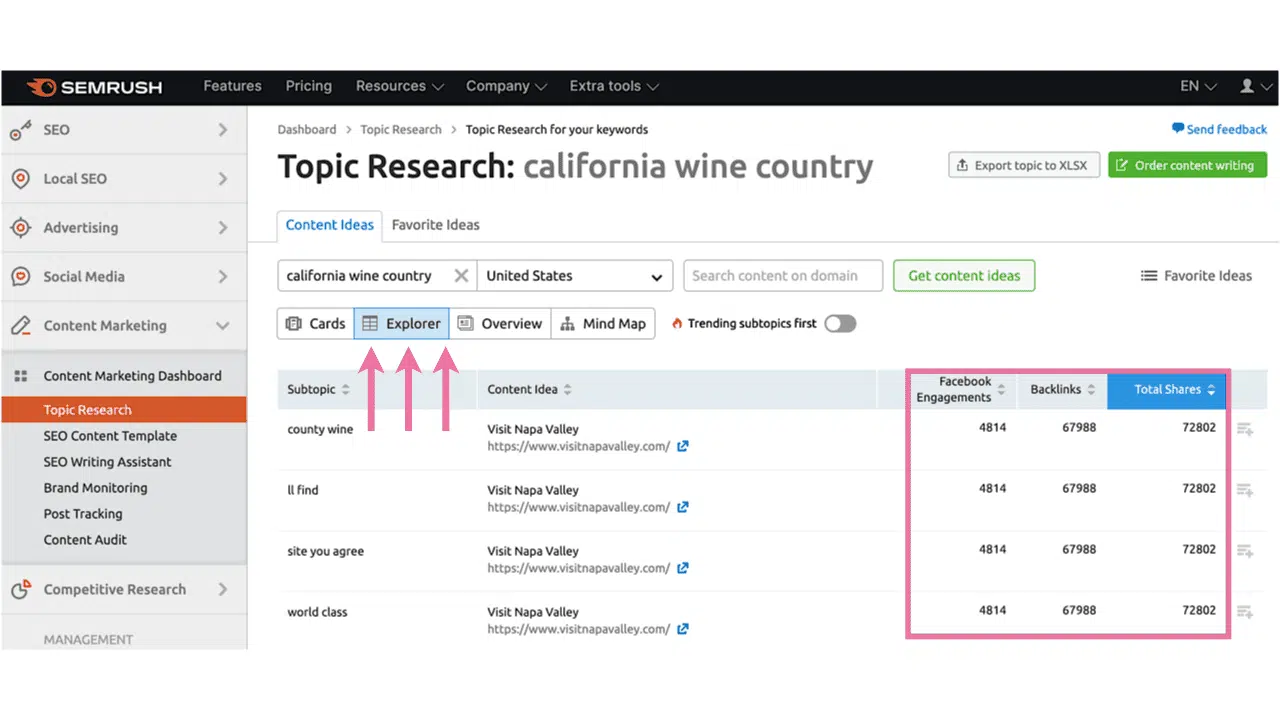 SEMRUSH Features Pricing Resources Company Extra tools EN
SEO
Local SEO
Advertising
Social Media
Content Marketing
Content Marketing Dashboard
Topic Research
SEO Content Template
SEO Writing Assistant
Brand Monitoring
Post Tracking
Content Audit
Competitive Research
MANAGEMENT
Dashboard > Topic Research > Topic Research for your keywords
Send feedback
Topic Research: california wine country
Export topic to XLSX
Order content writing
Content Ideas Favorite Ideas
california wine country United States Search content on domain Get content ideas Favorite Ideas
Cards Explorer Overview Mind Map Trending subtopics first
Subtopic Content Idea Facebook Engagements Backlinks Total Shares
county wine Visit Napa Valley 4814 67988 72802
https://www.visitnapavalley.com/
ll find Visit Napa Valley 4814 67988 72802
https://www.visitnapavalley.com/
site you agree Visit Napa Valley 4814 67988 72802
https://www.visitnapavalley.com/
world class Visit Napa Valley 4814 67988 72802
https://www.visitnapavalley.com/